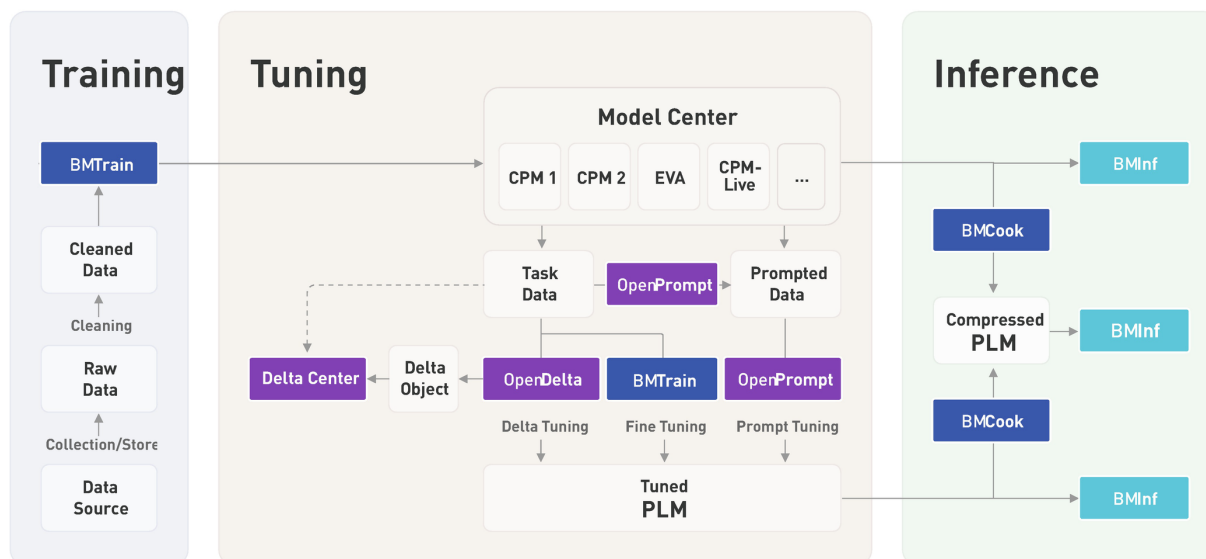 Training
BMTrain
Cleaned
Data
Cleaning
Raw
Data
Collection/Store
Data
Source
Tuning
Model Center
CPM 1
CPM 2
EVA
CPM-
Live
...
Task
Data
OpenPrompt
Prompted
Data
Delta Center
Delta
Object
OpenDelta
BMTrain
OpenPrompt
Delta Tuning
Fine Tuning
Prompt Tuning
Tuned
PLM
Inference
BMInf
BMCook
Compressed
PLM
BMInf
BMCook
BMInf